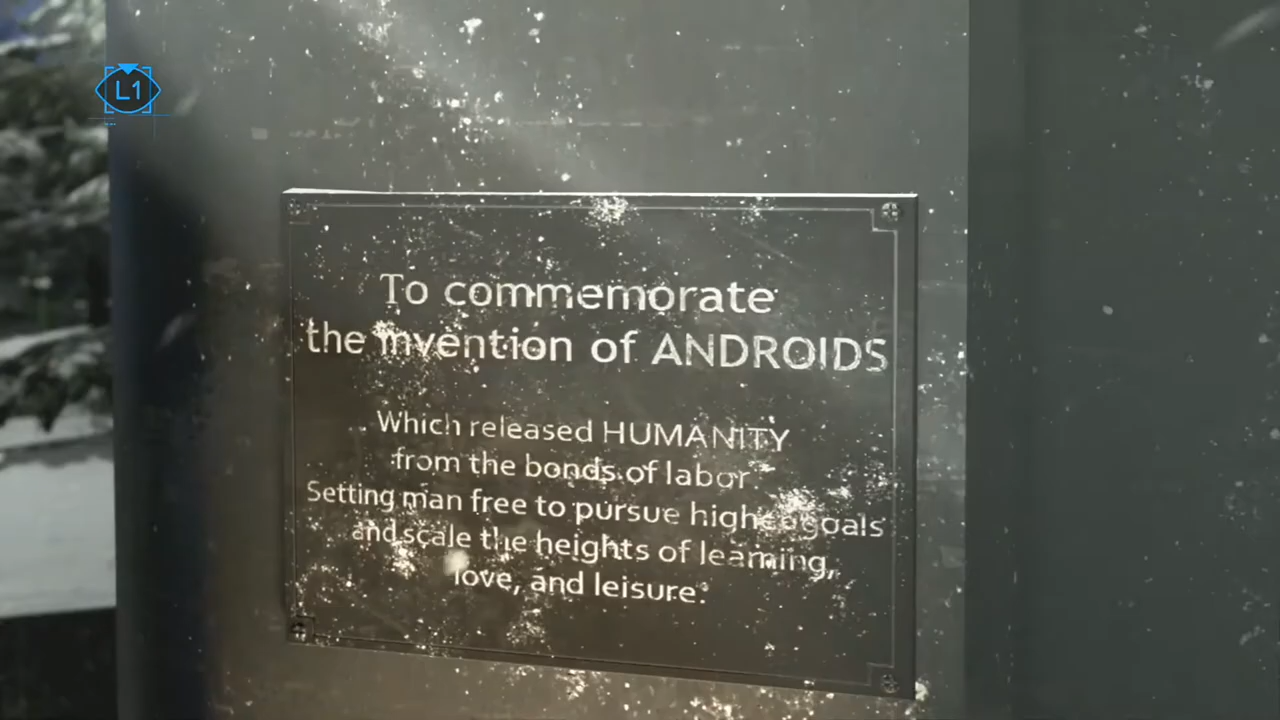 L1
To commemorate
the invention of ANDROIDS
Which released HUMANITY
from the bonds of labor.
Setting man free to pursue higher goals
and scale the heights of learning,
love, and leisure.